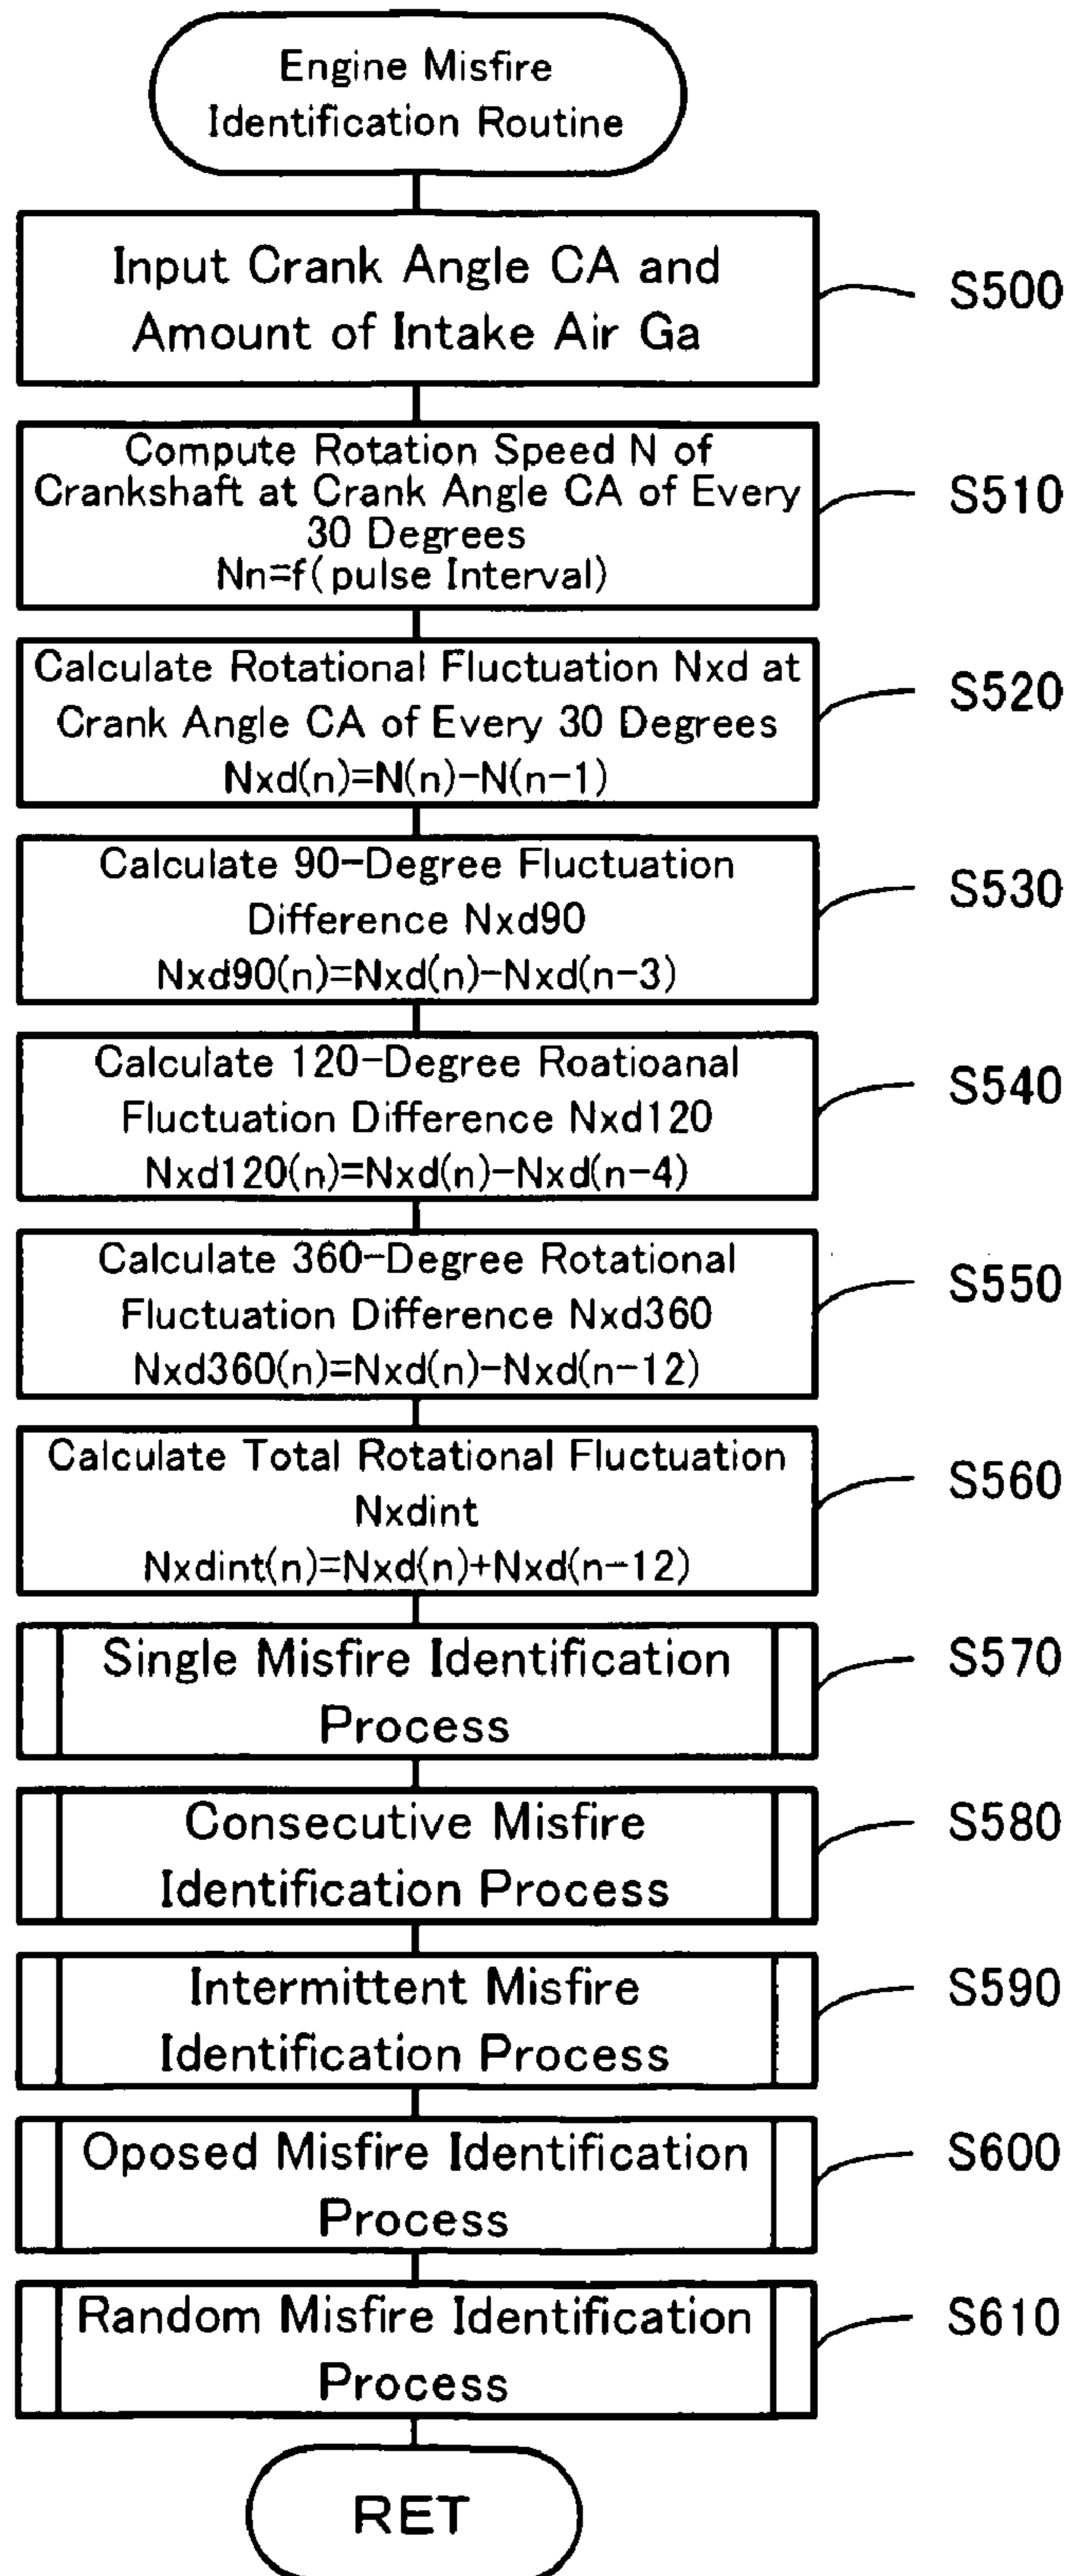 Engine Misfire
Identification Routine
Input Crank Angle CA and
Amount of Intake Air Ga
S500
Compute Rotation Speed N of
Crankshaft at Crank Angle CA of Every
30 Degrees
Nn=f(pulse Interval)
S510
Calculate Rotational Fluctuation Nxd at
Crank Angle CA of Every 30 Degrees
Nxd(n)=N(n)-N(n-1)
S520
Calculate 90-Degree Fluctuation
Difference Nxd90
Nxd90(n)=Nxd(n)-Nxd(n-3)
S530
Calculate 120-Degree Roatioanal
Fluctuation Difference Nxd120
Nxd120(n)=Nxd(n)-Nxd(n-4)
S540
Calculate 360-Degree Rotational
Fluctuation Difference Nxd360
Nxd360(n)=Nxd(n)-Nxd(n-12)
S550
Calculate Total Rotational Fluctuation
Nxdint
Nxdint(n)=Nxd(n)+Nxd(n-12)
S560
Single Misfire Identification
Process
S570
Consecutive Misfire
Identification Process
S580
Intermittent Misfire
Identification Process
S590
Oposed Misfire Identification
Process
S600
Random Misfire Identification
Process
S610
RET